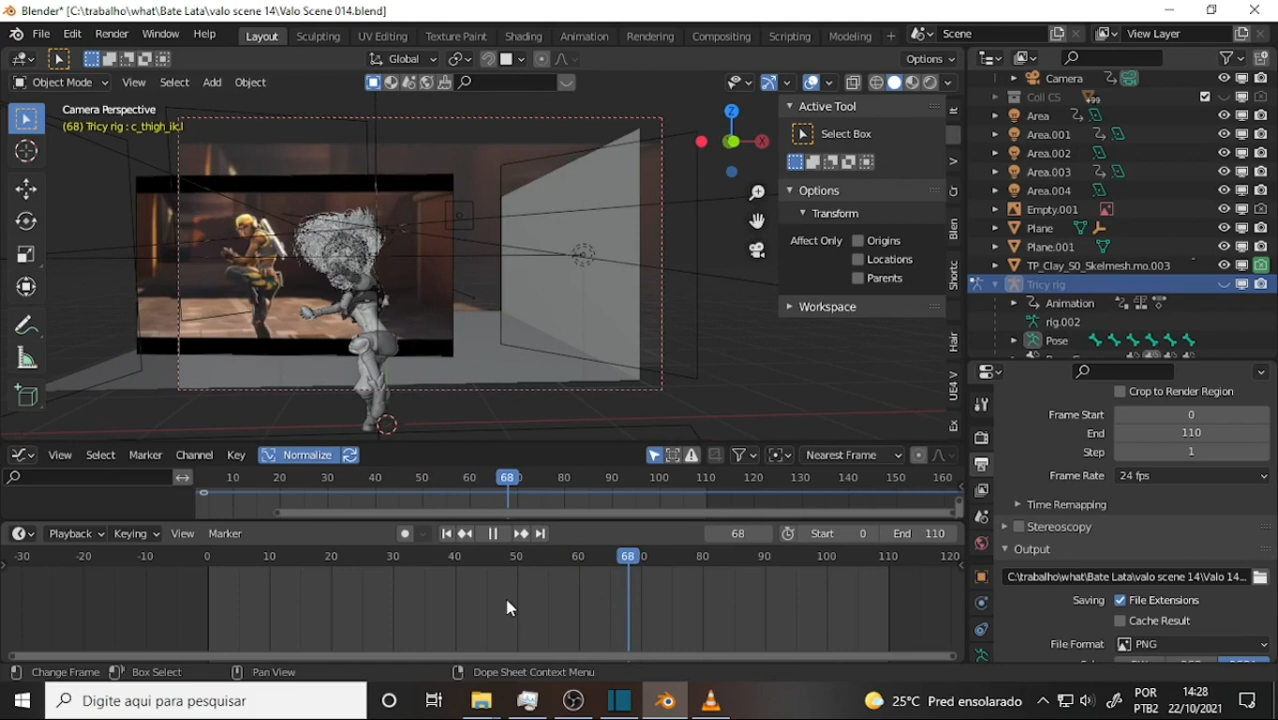 Blender* [C:\trabalho\what\Bate Lata\valo scene 14\Valo Scene 014.blend]
File Edit Render Window Help Layout Sculpting UV Editing Texture Paint Shading Animation Rendering Compositing Scripting Modeling + Scene View Layer
Global Options
Object Mode View Select Add Object
Camera Perspective
(68) Tricy rig : c_thigh_ik.l
Z
X
Active Tool
Select Box
Options
Transform
Affect Only Origins
Locations
Parents
Workspace
It
V
Cr
Blen
Shortc
Hair
UE4 V
Ex
Camera
Coll CS 99
Area
Area.001
Area.002
Area.003
Area.004
Empty.001
Plane
Plane.001
TP_Clay_S0_Skelmesh.mo.003
Tricy rig
Animation
rig.002
Pose
Crop to Render Region
Frame Start 0
End 110
Step 1
Frame Rate 24 fps
Time Remapping
Stereoscopy
Output
C:\trabalho\what\Bate Lata\valo scene 14\Valo 14...
Saving File Extensions
Cache Result
File Format PNG
View Select Marker Channel Key Normalize Nearest Frame
10 20 30 40 50 60 68 80 90 100 110 120 130 140 150 160
Playback Keying View Marker 68 Start 0 End 110
-30 -20 -10 0 10 20 30 40 50 60 68 80 90 100 110 120
Change Frame Box Select Pan View Dope Sheet Context Menu
Digite aqui para pesquisar
25°C Pred ensolarado
POR
PTB2
14:28
22/10/2021